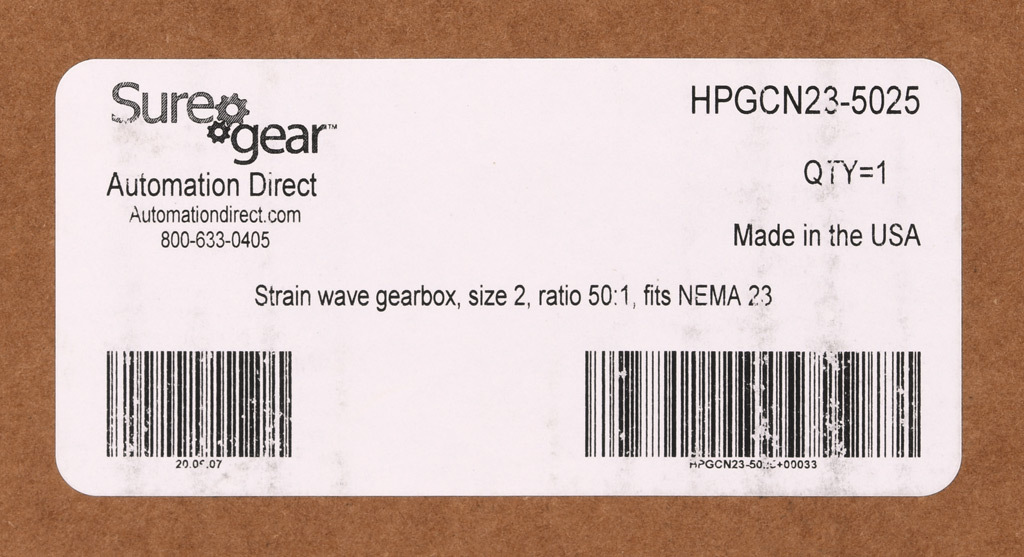 Sure
gear™
Automation Direct
Automationdirect.com
800-633-0405
HPGCN23-5025
QTY=1
Made in the USA
Strain wave gearbox, size 2, ratio 50:1, fits NEMA 23